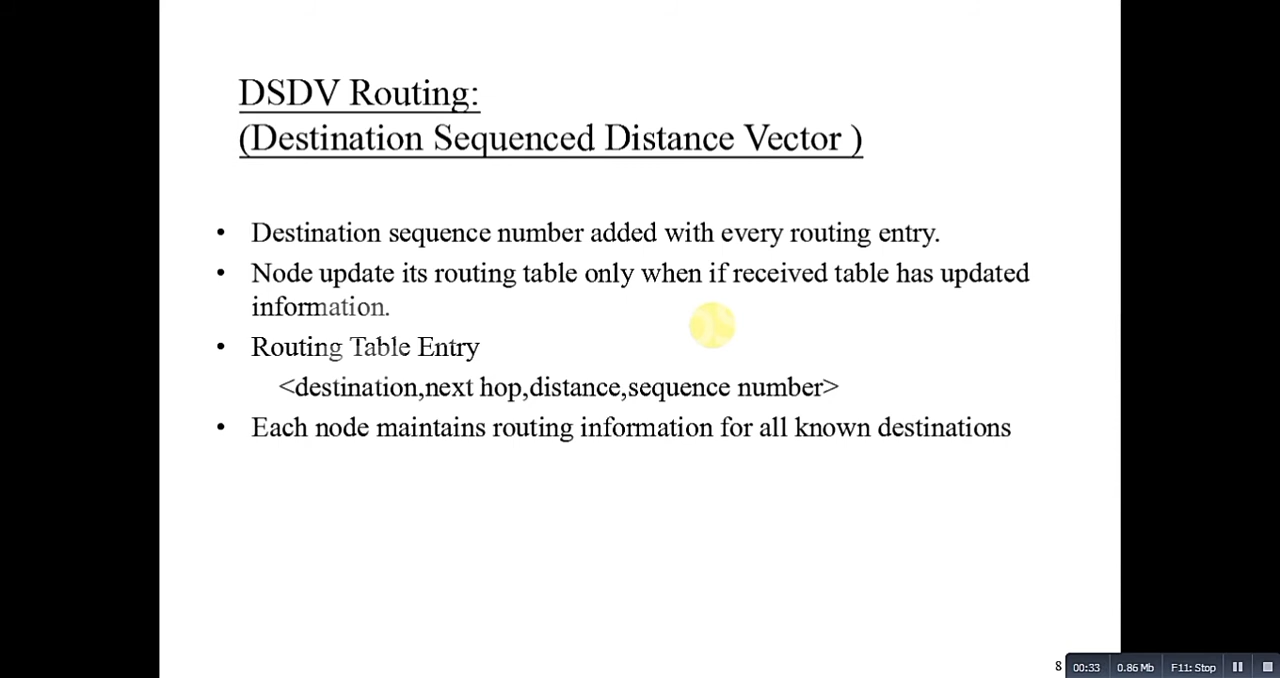 DSDV Routing:
(Destination Sequenced Distance Vector )
• Destination sequence number added with every routing entry.
• Node update its routing table only when if received table has updated
information.
• Routing Table Entry
<destination,next hop,distance,sequence number>
• Each node maintains routing information for all known destinations
8
00:33 0.86 Mb F11: Stop